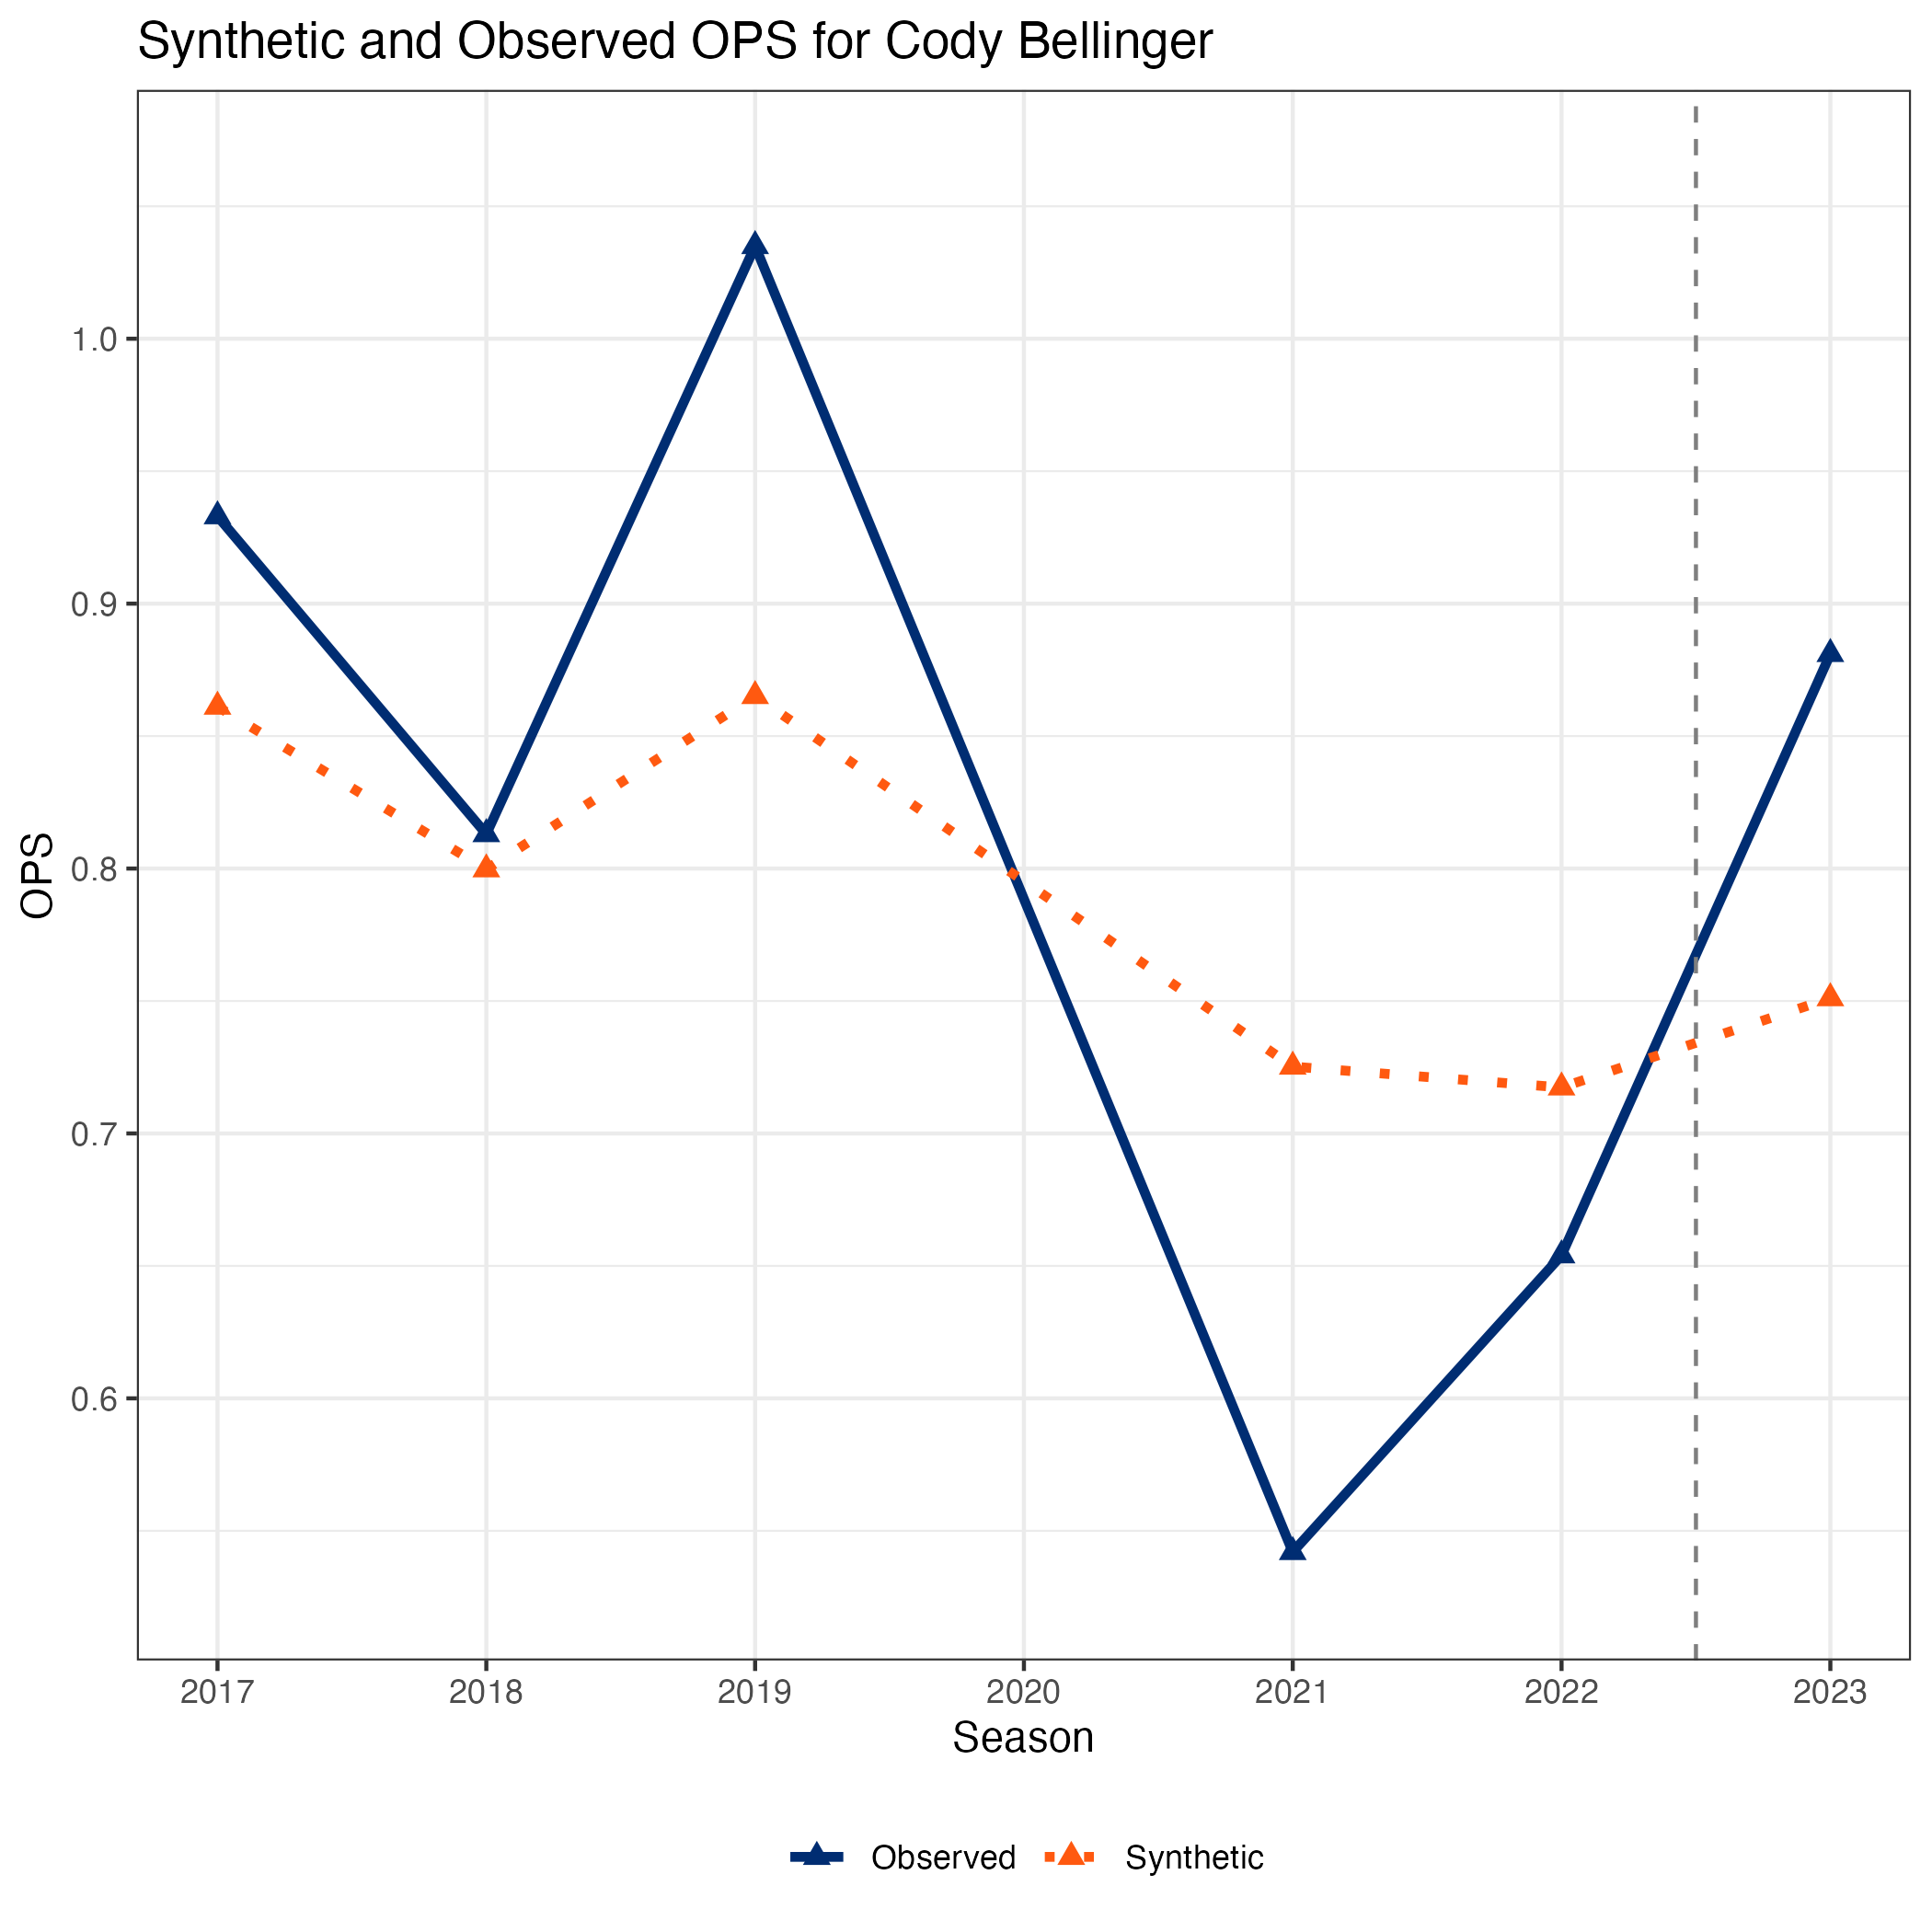 Synthetic and Observed OPS for Cody Bellinger
OPS
1.0
0.9
0.8
0.7
0.6
2017 2018 2019 2020 2021 2022 2023
Season
Observed Synthetic